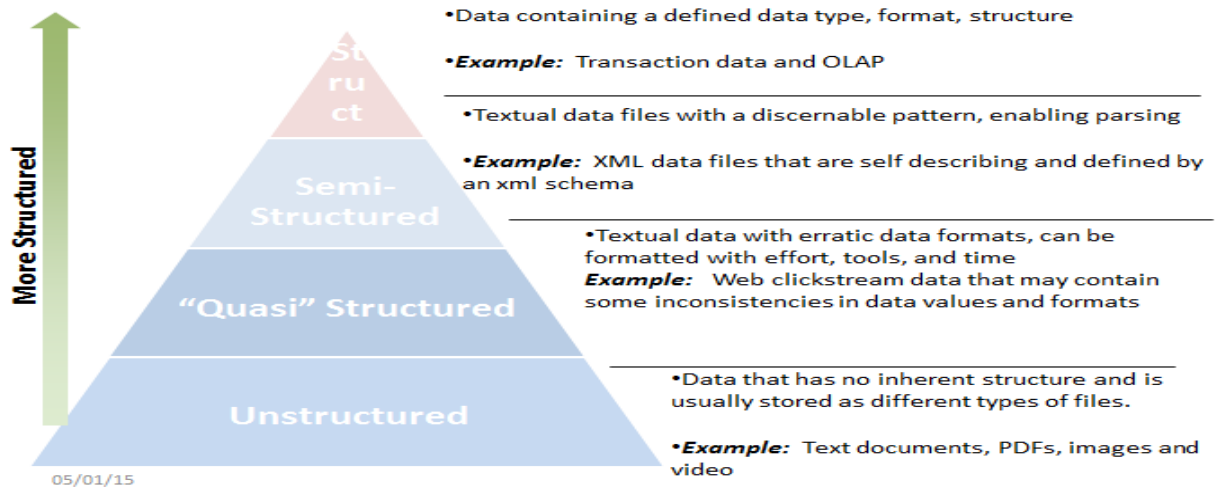 •Data containing a defined data type, format, structure
•Example: Transaction data and OLAP
St
ru
ct
•Textual data files with a discernable pattern, enabling parsing
•Example: XML data files that are self describing and defined by
an xml schema
Semi-
Structured
•Textual data with erratic data formats, can be
formatted with effort, tools, and time
Example: Web clickstream data that may contain
some inconsistencies in data values and formats
“Quasi” Structured
•Data that has no inherent structure and is
usually stored as different types of files.
•Example: Text documents, PDFs, images and
video
Unstructured
More Structured
05/01/15